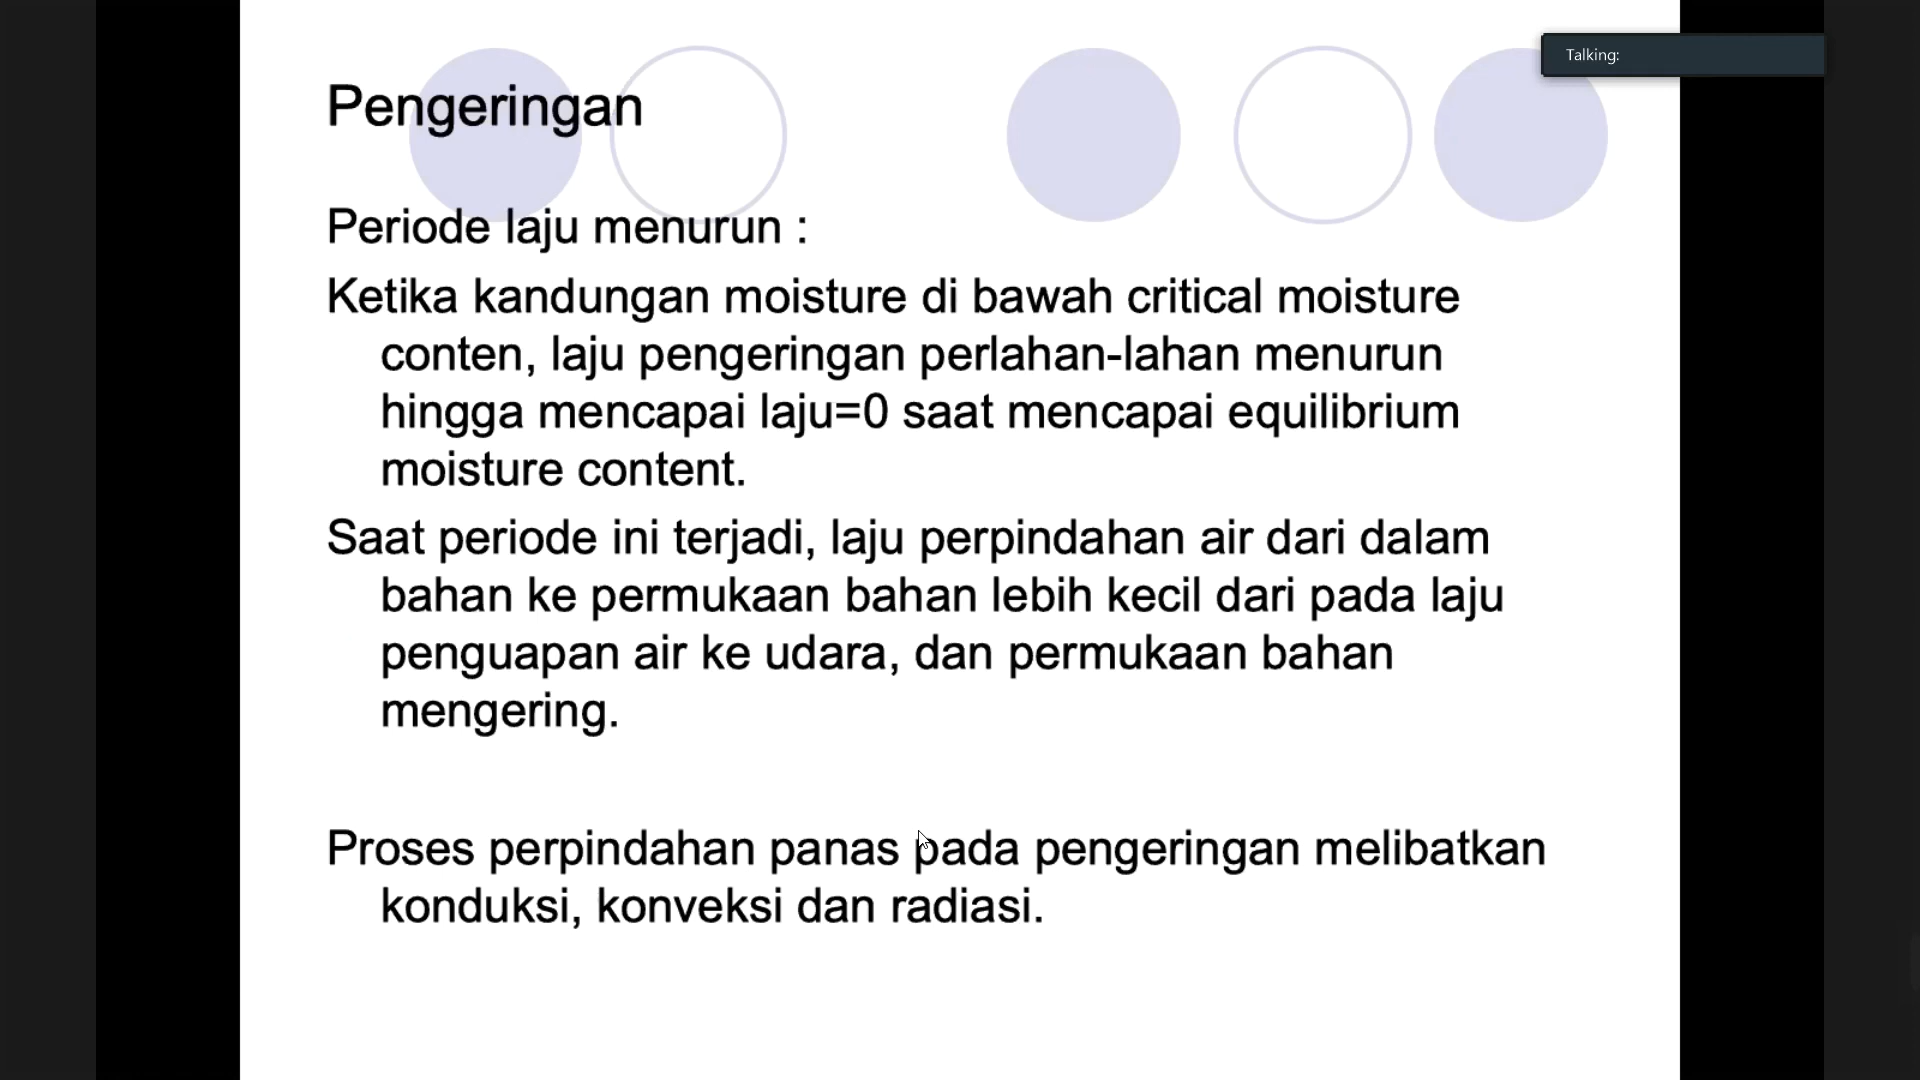 Talking:
Pengeringan
Periode laju menurun :
Ketika kandungan moisture di bawah critical moisture
conten, laju pengeringan perlahan-lahan menurun
hingga mencapai laju=0 saat mencapai equilibrium
moisture content.
Saat periode ini terjadi, laju perpindahan air dari dalam
bahan ke permukaan bahan lebih kecil dari pada laju
penguapan air ke udara, dan permukaan bahan
mengering.
Proses perpindahan panas pada pengeringan melibatkan
konduksi, konveksi dan radiasi.